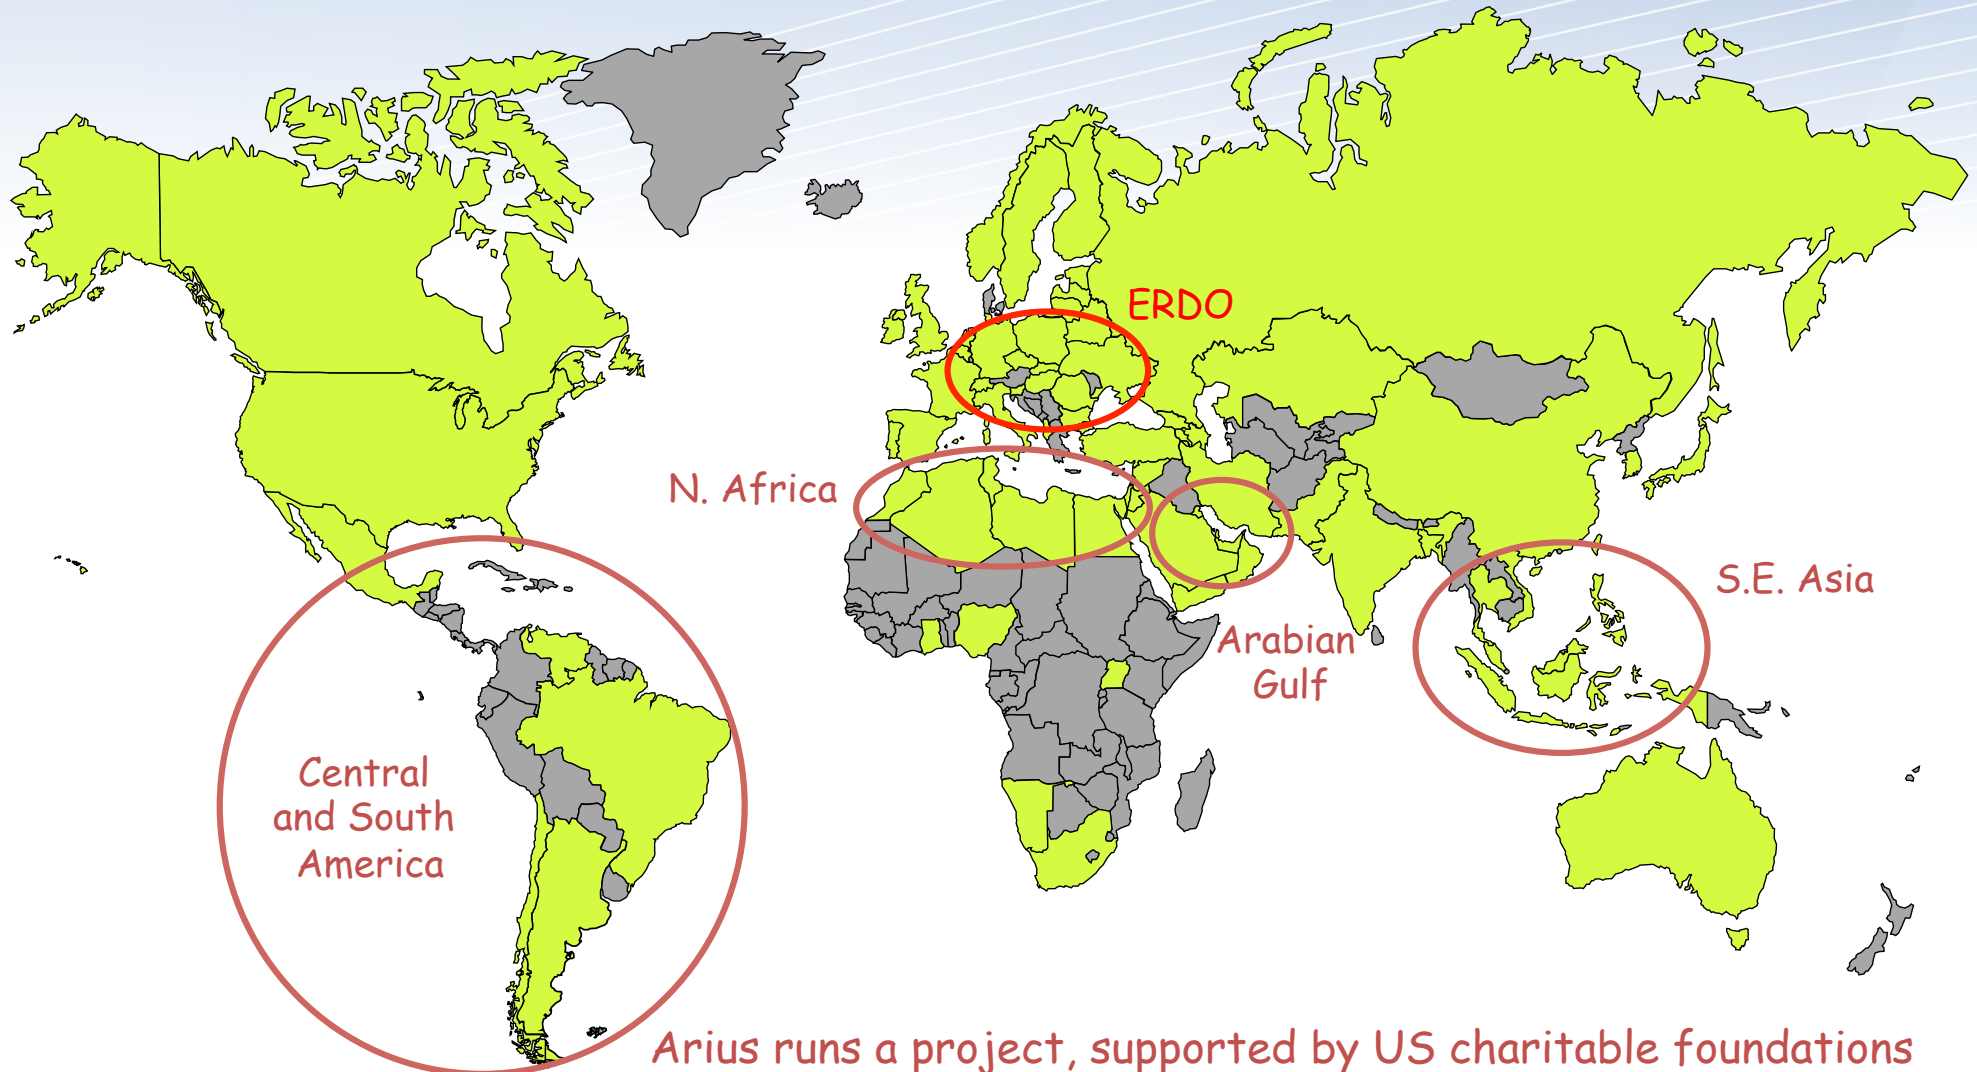 ERDO
N. Africa
S.E. Asia
Arabian
Gulf
Central
and South
America
Arius runs a project, supported by US charitable foundations